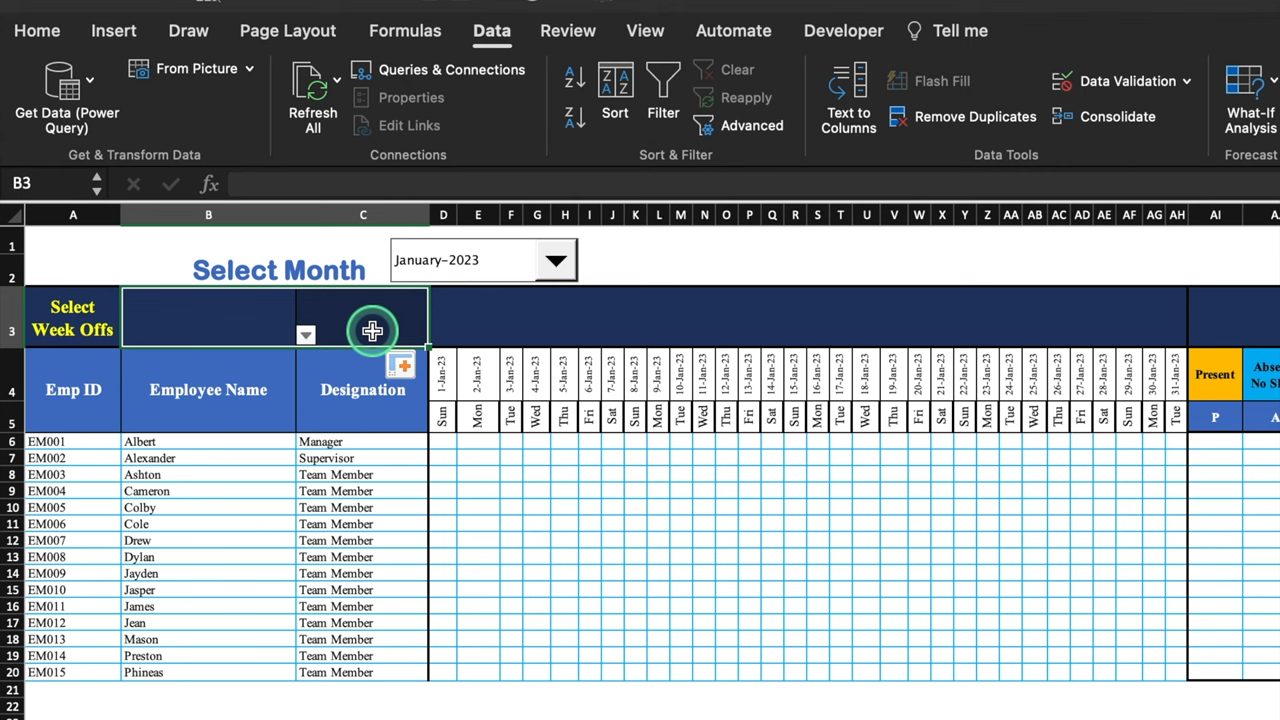 Home Insert Draw Page Layout Formulas Data Review View Automate Developer Tell me
Get Data (Power Query)
From Picture
Get & Transform Data
Refresh All
Queries & Connections
Properties
Edit Links
Connections
Sort
Filter
Clear
Reapply
Advanced
Sort & Filter
Text to Columns
Flash Fill
Remove Duplicates
Data Validation
Consolidate
Data Tools
What-If Analysis
Forecast
B3 fx
A B C D E F G H I J K L M N O P Q R S T U V W X Y Z AA AB AC AD AE AF AG AH AI
1
2 Select Month January-2023
3 Select Week Offs
4 Emp ID Employee Name Designation 1-Jan-23 2-Jan-23 3-Jan-23 4-Jan-23 5-Jan-23 6-Jan-23 7-Jan-23 8-Jan-23 9-Jan-23 10-Jan-23 11-Jan-23 12-Jan-23 13-Jan-23 14-Jan-23 15-Jan-23 16-Jan-23 17-Jan-23 18-Jan-23 19-Jan-23 20-Jan-23 21-Jan-23 22-Jan-23 23-Jan-23 24-Jan-23 25-Jan-23 26-Jan-23 27-Jan-23 28-Jan-23 29-Jan-23 30-Jan-23 31-Jan-23 Present
5 Sun Mon Tue Wed Thu Fri Sat Sun Mon Tue Wed Thu Fri Sat Sun Mon Tue Wed Thu Fri Sat Sun Mon Tue Wed Thu Fri Sat Sun Mon Tue P A
6 EM001 Albert Manager
7 EM002 Alexander Supervisor
8 EM003 Ashton Team Member
9 EM004 Cameron Team Member
10 EM005 Colby Team Member
11 EM006 Cole Team Member
12 EM007 Drew Team Member
13 EM008 Dylan Team Member
14 EM009 Jayden Team Member
15 EM010 Jasper Team Member
16 EM011 James Team Member
17 EM012 Jean Team Member
18 EM013 Mason Team Member
19 EM014 Preston Team Member
20 EM015 Phineas Team Member
21
22